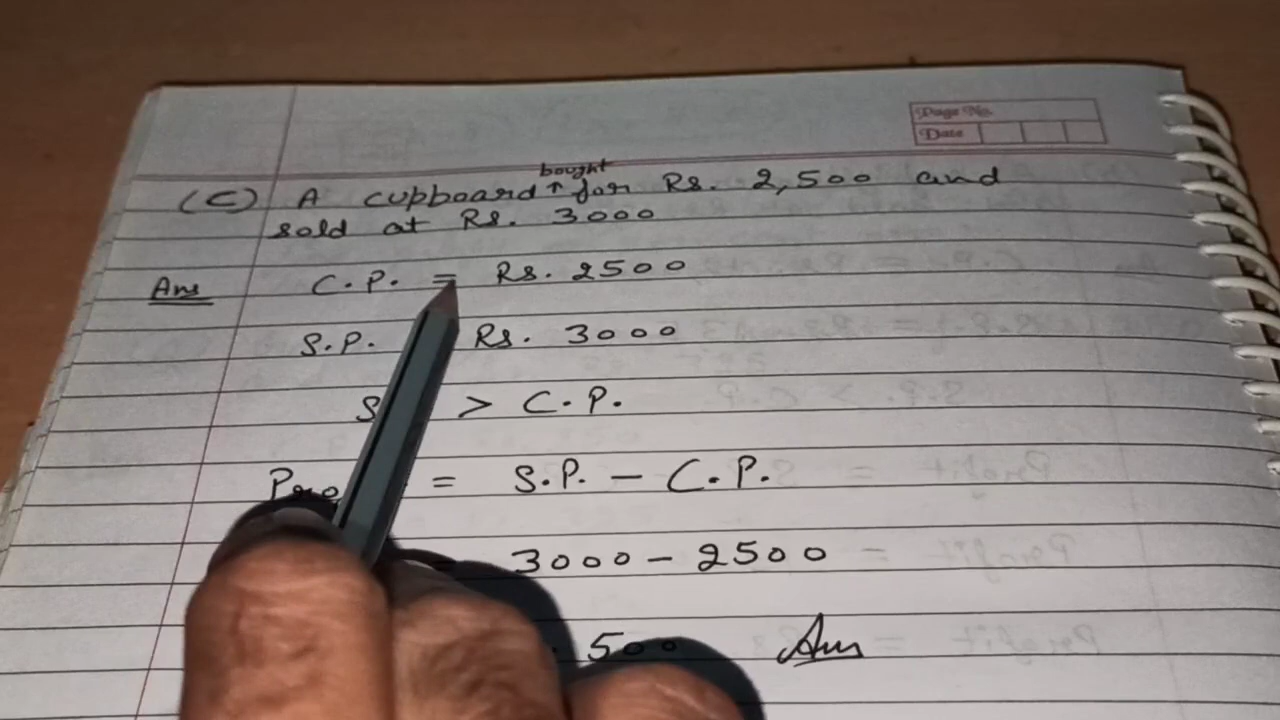 Page No.
Date
bought
(C) A cupboard ↑ for Rs. 2,500 and
sold at Rs. 3000
Ans C.P. = Rs. 2500
S.P. Rs. 3000
> C.P.
= S.P. - C.P.
3000 - 2500
500 Ans